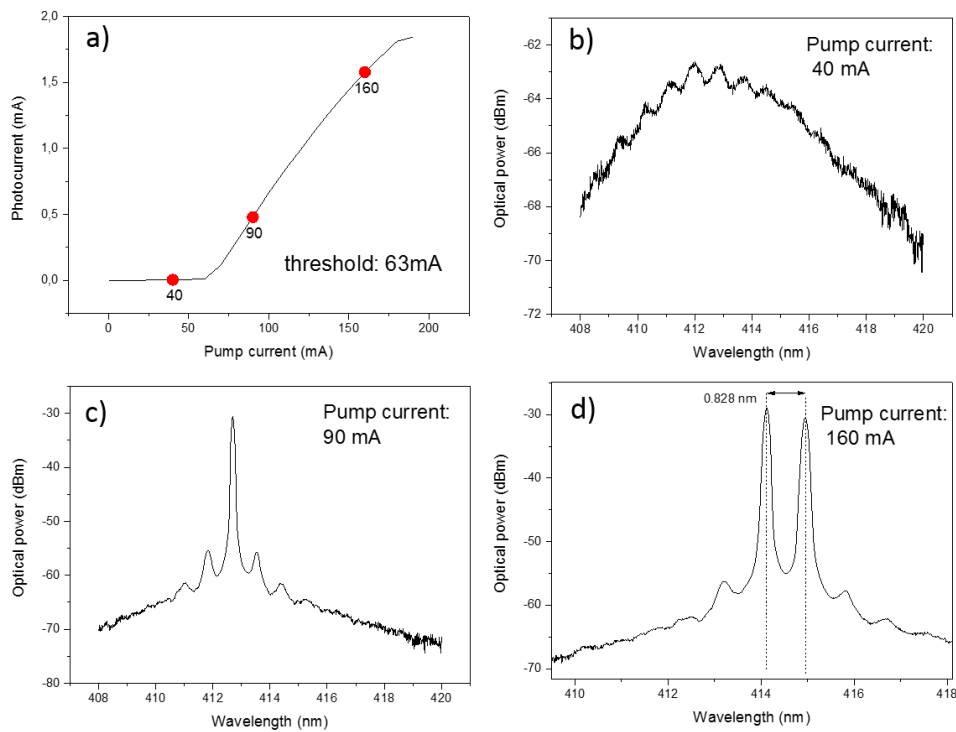 a)
2,0
1,5
1,0
0,5
0,0
Photocurrent (mA)
160
90
40
threshold: 63mA
0 50 100 150 200
Pump current (mA)
b)
Pump current:
40 mA
-62
-64
-66
-68
-70
-72
Optical power (dBm)
408 410 412 414 416 418 420
Wavelength (nm)
c)
Pump current:
90 mA
-30
-40
-50
-60
-70
-80
Optical power (dBm)
408 410 412 414 416 418 420
Wavelength (nm)
d)
0.828 nm
Pump current:
160 mA
-30
-40
-50
-60
-70
Optical power (dBm)
410 412 414 416 418
Wavelength (nm)